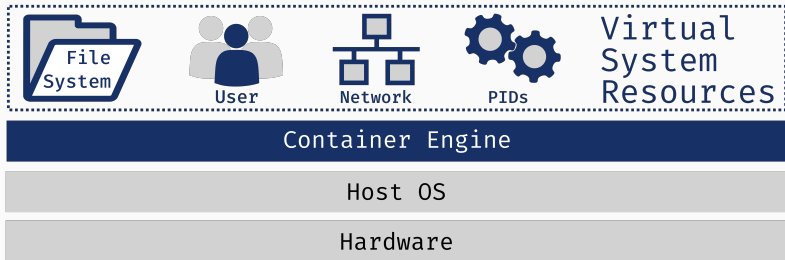 File
System
User
Network
PIDs
Virtual
System
Resources
Container Engine
Host OS
Hardware